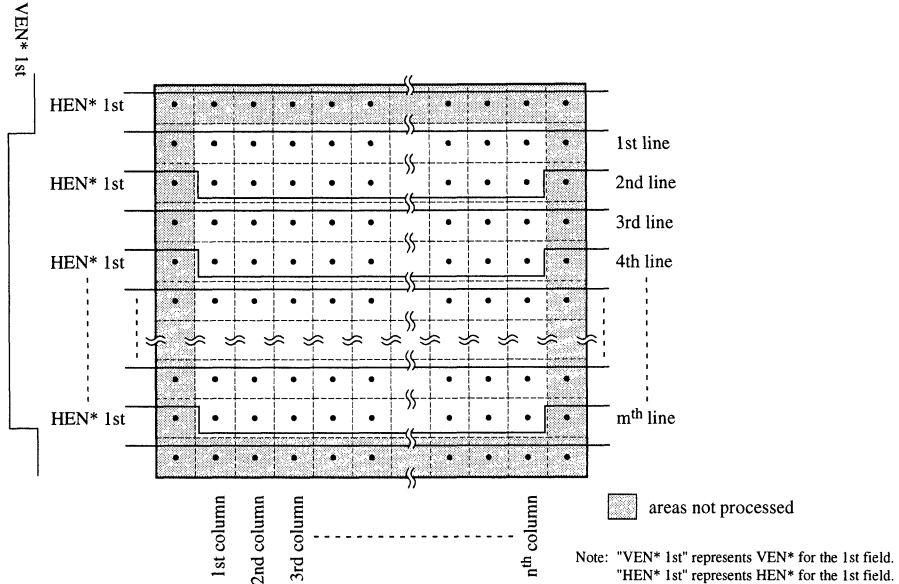 VEN* 1st
HEN* 1st
1st line
HEN* 1st
2nd line
3rd line
HEN* 1st
4th line
HEN* 1st
mth line
1st column
2nd column
3rd column
nth column
areas not processed
Note: "VEN* 1st" represents VEN* for the 1st field.
"HEN* 1st" represents HEN* for the 1st field.